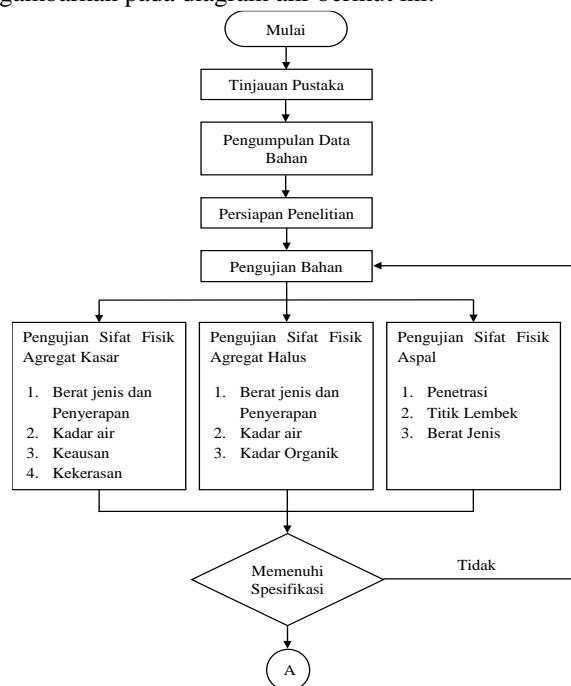 gambarkan pada diagram alir berikut ini.
Mulai
Tinjauan Pustaka
Pengumpulan Data
Bahan
Persiapan Penelitian
Pengujian Bahan
Pengujian Sifat Fisik
Agregat Kasar
1. Berat jenis dan
Penyerapan
2. Kadar air
3. Keausan
4. Kekerasan
Pengujian Sifat Fisik
Agregat Halus
1. Berat jenis dan
Penyerapan
2. Kadar air
3. Kadar Organik
Pengujian Sifat Fisik
Aspal
1. Penetrasi
2. Titik Lembek
3. Berat Jenis
Memenuhi
Spesifikasi
Tidak
A